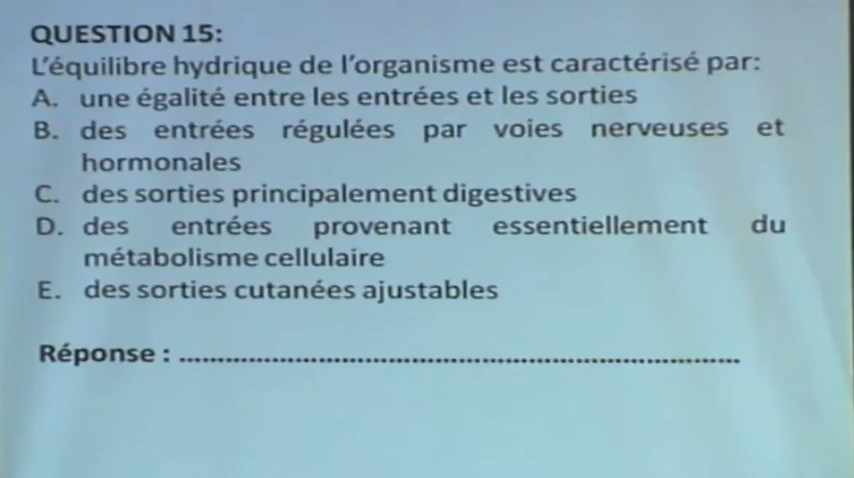 QUESTION 15:
L'équilibre hydrique de l'organisme est caractérisé par:
A. une égalité entre les entrées et les sorties
B. des entrées régulées par voies nerveuses et
hormonales
C. des sorties principalement digestives
D. des entrées provenant essentiellement du
métabolisme cellulaire
E. des sorties cutanées ajustables
Réponse : ................................................................................